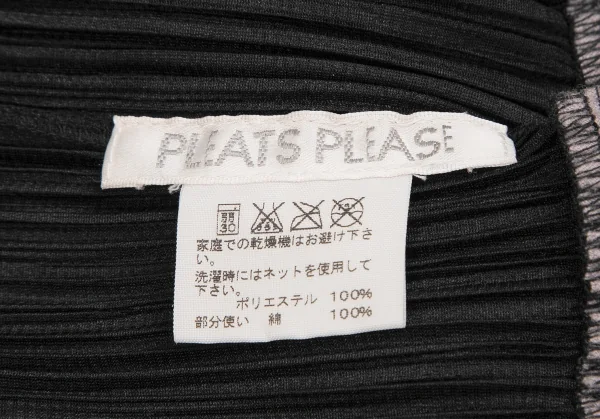 PLEATS PLEASE
弱
30
家庭での乾燥機はお避け下さ
い。
洗濯時にはネットを使用して
下さい。
ポリエステル 100%
部分使い 綿 100%